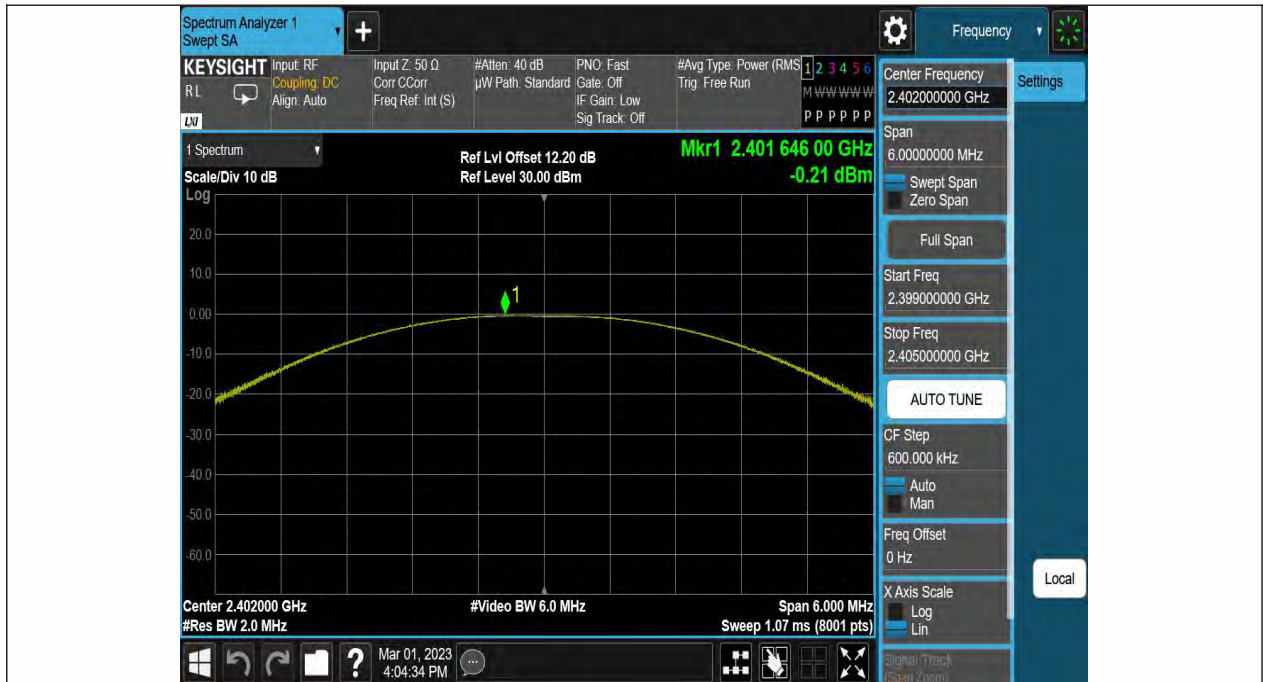 Spectrum Analyzer 1
Swept SA
+
Frequency
KEYSIGHT
RL
LXI
Input: RF
Coupling: DC
Align: Auto
Input Z: 50 Ω
Corr CCorr
Freq Ref: Int (S)
#Atten: 40 dB
µW Path: Standard
PNO: Fast
Gate: Off
IF Gain: Low
Sig Track: Off
#Avg Type: Power (RMS
Trig: Free Run
1 2 3 4 5 6
M W W W W W
P P P P P P
1 Spectrum
Scale/Div 10 dB
Log
Ref Lvl Offset 12.20 dB
Ref Level 30.00 dBm
Mkr1 2.401 646 00 GHz
-0.21 dBm
20.0
10.0
0.00
-10.0
-20.0
-30.0
-40.0
-50.0
-60.0
1
Center 2.402000 GHz
#Res BW 2.0 MHz
#Video BW 6.0 MHz
Span 6.000 MHz
Sweep 1.07 ms (8001 pts)
Center Frequency
2.402000000 GHz
Settings
Span
6.00000000 MHz
Swept Span
Zero Span
Full Span
Start Freq
2.399000000 GHz
Stop Freq
2.405000000 GHz
AUTO TUNE
CF Step
600.000 kHz
Auto
Man
Freq Offset
0 Hz
X Axis Scale
Log
Lin
Signal Track
(Span Zoom)
Local
?
Mar 01, 2023
4:04:34 PM